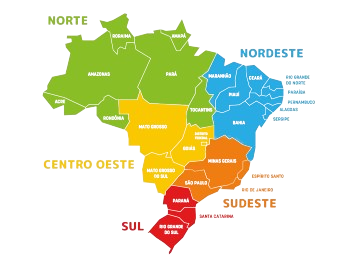 NORTE
RORAIMA
AMAPÁ
NORDESTE
AMAZONAS
PARÁ
MARANHÃO
CEARÁ
RIO GRANDE
DO NORTE
PARAÍBA
PIAUÍ
PERNAMBUCO
ACRE
ALAGOAS
TOCANTINS
SERGIPE
RONDÔNIA
BAHIA
MATO GROSSO
DISTRITO
FEDERAL
GOIÁS
CENTRO OESTE
MINAS GERAIS
MATO GROSSO
DO SUL
ESPÍRITO SANTO
SÃO PAULO
RIO DE JANEIRO
PARANÁ
SUDESTE
SANTA CATARINA
SUL
RIO GRANDE
DO SUL